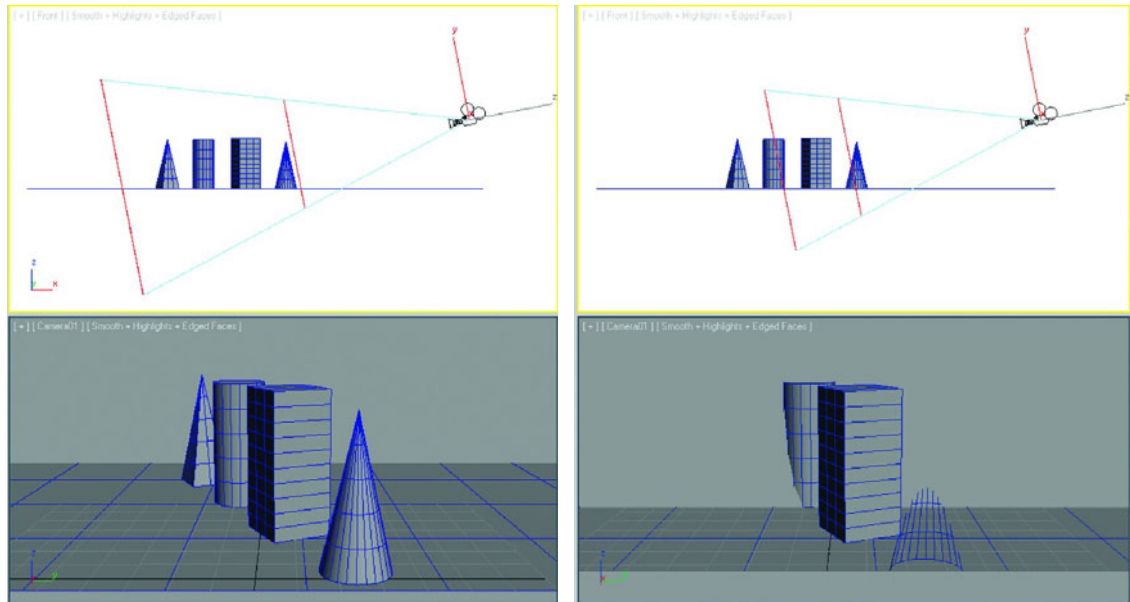 [ + ] [ Front ] [ Smooth + Highlights + Edged Faces ]
y
z
x
z
y
x
[ + ] [ Camera01 ] [ Smooth + Highlights + Edged Faces ]
z
x
y
[ + ] [ Front ] [ Smooth + Highlights + Edged Faces ]
y
z
x
[ + ] [ Camera01 ] [ Smooth + Highlights + Edged Faces ]
z
x
y